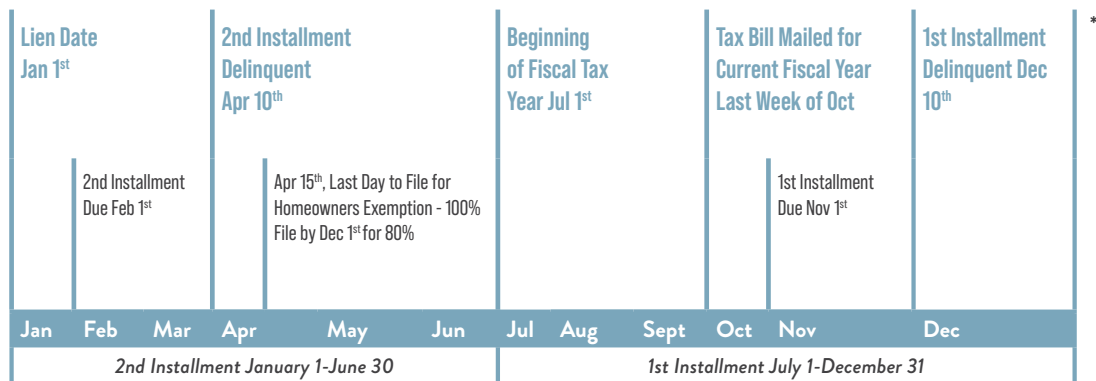 Lien Date
Jan 1st
2nd Installment
Delinquent
Apr 10th
Beginning
of Fiscal Tax
Year Jul 1st
Tax Bill Mailed for
Current Fiscal Year
Last Week of Oct
1st Installment
Delinquent Dec
10th
*
2nd Installment
Due Feb 1st
Apr 15th, Last Day to File for
Homeowners Exemption - 100%
File by Dec 1st for 80%
1st Installment
Due Nov 1st
Jan Feb Mar Apr May Jun Jul Aug Sept Oct Nov Dec
2nd Installment January 1-June 30 1st Installment July 1-December 31